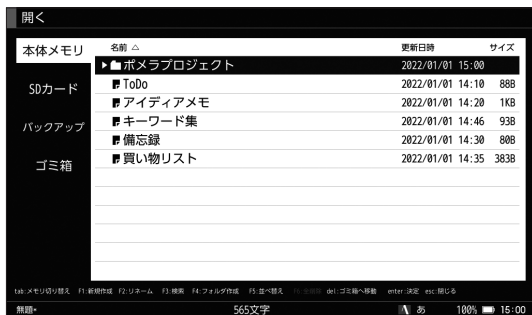 開く
本体メモリ
SDカード
バックアップ
ゴミ箱
名前 △ 更新日時 サイズ
ポメラプロジェクト 2022/01/01 15:00
ToDo 2022/01/01 14:10 88B
アイディアメモ 2022/01/01 14:20 1KB
キーワード集 2022/01/01 14:46 93B
備忘録 2022/01/01 14:30 80B
買い物リスト 2022/01/01 14:35 383B
tab:メモリ切り替え F1:新規作成 F2:リネーム F3:検索 F4:フォルダ作成 F5:並べ替え del:ゴミ箱へ移動 enter:決定 esc:閉じる
無題* 565文字 A あ 100% 15:00